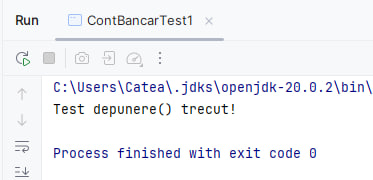 Run ContBancarTest1
C:\Users\Catea\.jdks\openjdk-20.0.2\bin\
Test depunere() trecut!
Process finished with exit code 0